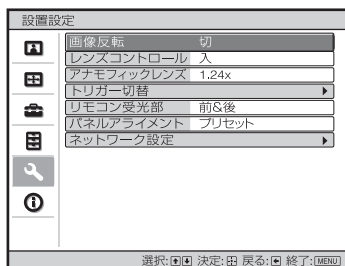 設置設定
画像反転 切
レンズコントロール 入
アナモフィックレンズ 1.24x
トリガー切替
リモコン受光部 前&後
パネルアライメント プリセット
ネットワーク設定
選択: 決定: 戻る: 終了:MENU